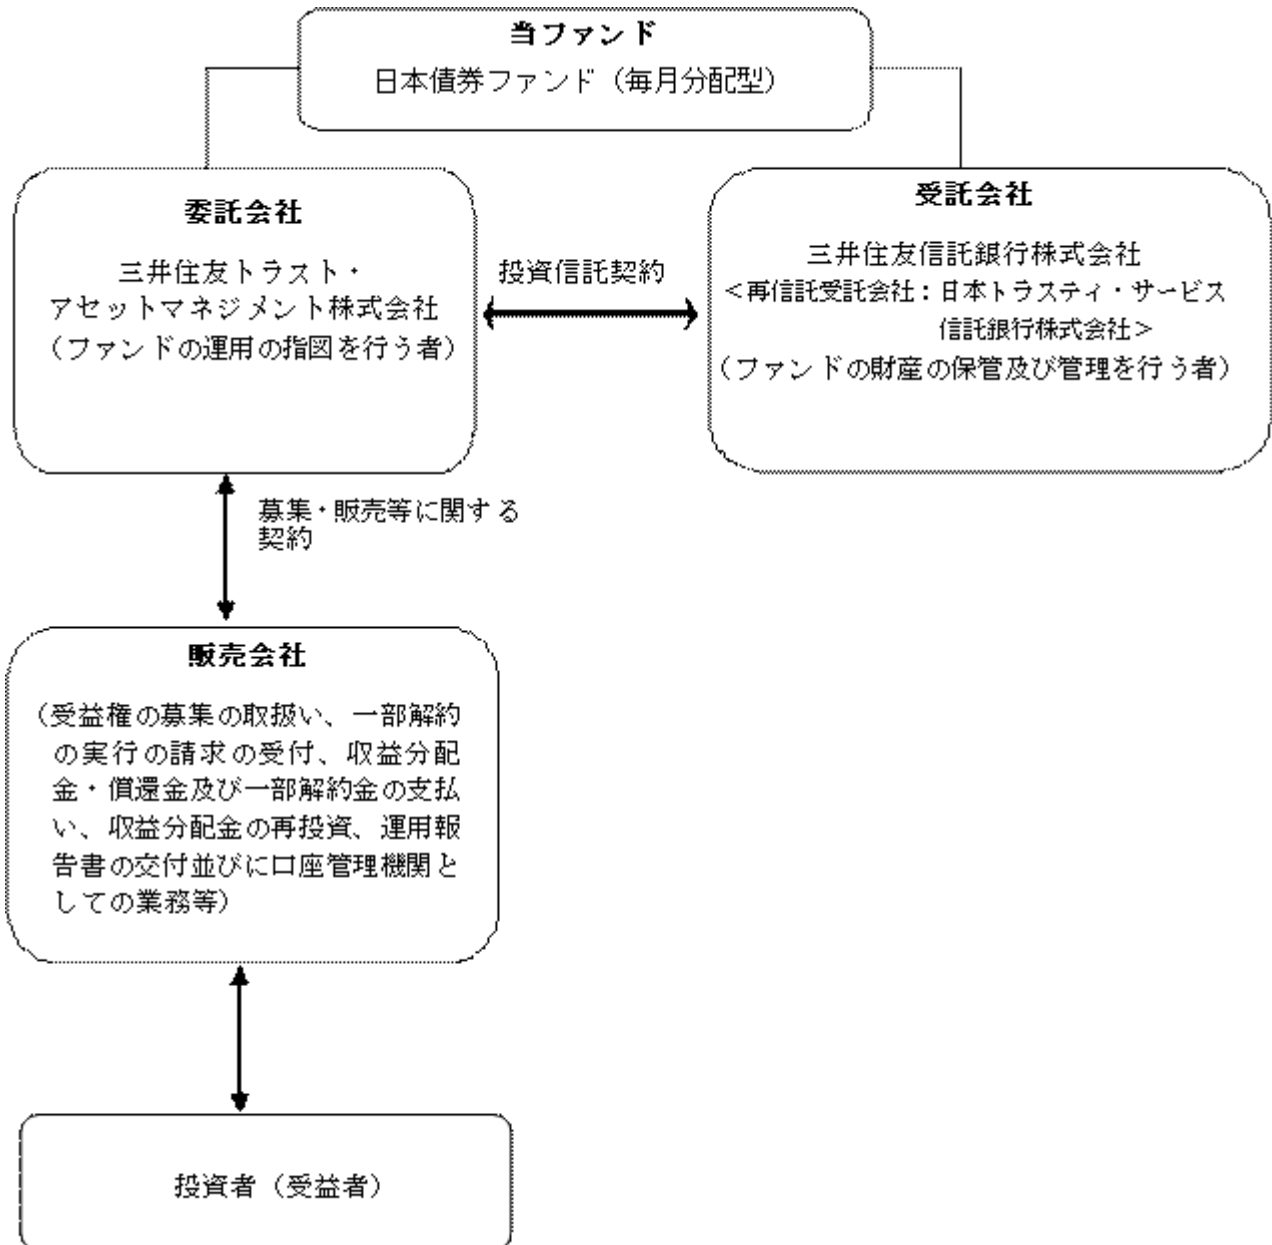 当ファンド
日本債券ファンド（毎月分配型）
委託会社
三井住友トラスト・
アセットマネジメント株式会社
（ファンドの運用の指図を行う者）
投資信託契約
受託会社
三井住友信託銀行株式会社
＜再信託受託会社：日本トラスティ・サービス
信託銀行株式会社＞
（ファンドの財産の保管及び管理を行う者）
募集・販売等に関する
契約
販売会社
（受益権の募集の取扱い、一部解約
の実行の請求の受付、収益分配
金・償還金及び一部解約金の支払
い、収益分配金の再投資、運用報
告書の交付並びに口座管理機関と
しての業務等）
投資者（受益者）